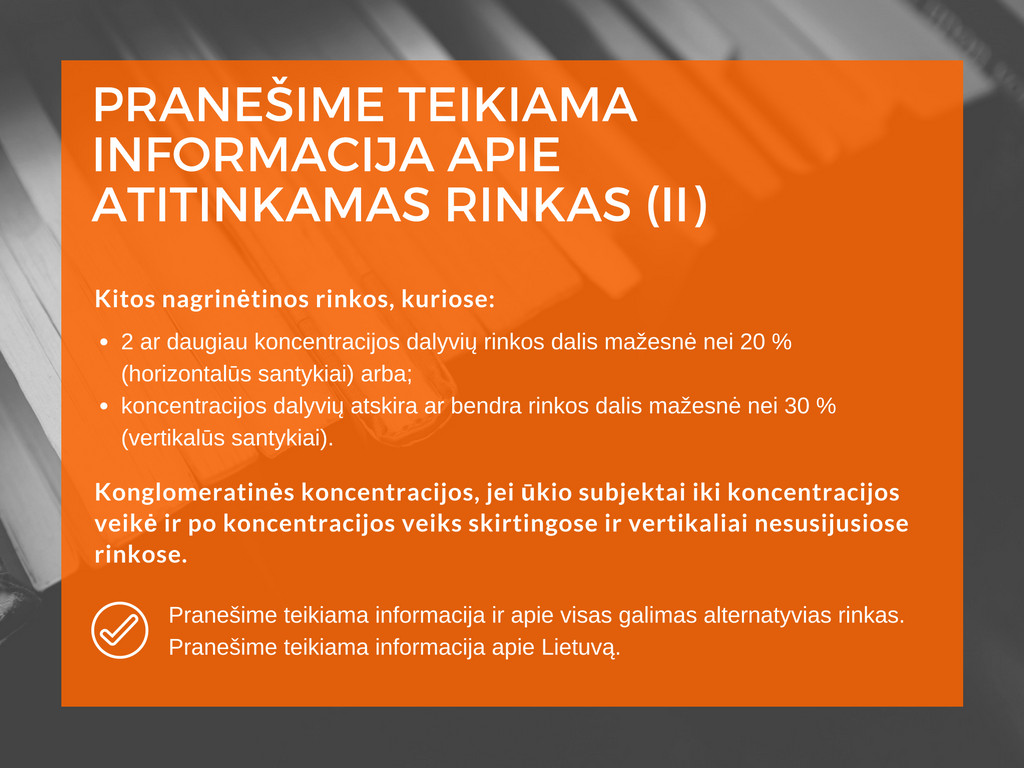 PRANEŠIME TEIKIAMA
INFORMACIJA APIE
ATITINKAMAS RINKAS (II)
Kitos nagrinėtinos rinkos, kuriose:
• 2 ar daugiau koncentracijos dalyvių rinkos dalis mažesnė nei 20 %
(horizontalūs santykiai) arba;
• koncentracijos dalyvių atskira ar bendra rinkos dalis mažesnė nei 30 %
(vertikalūs santykiai).
Konglomeratinės koncentracijos, jei ūkio subjektai iki koncentracijos
veikė ir po koncentracijos veiks skirtingose ir vertikaliai nesusijusiose
rinkose.
Pranešime teikiama informacija ir apie visas galimas alternatyvias rinkas.
Pranešime teikiama informacija apie Lietuvą.